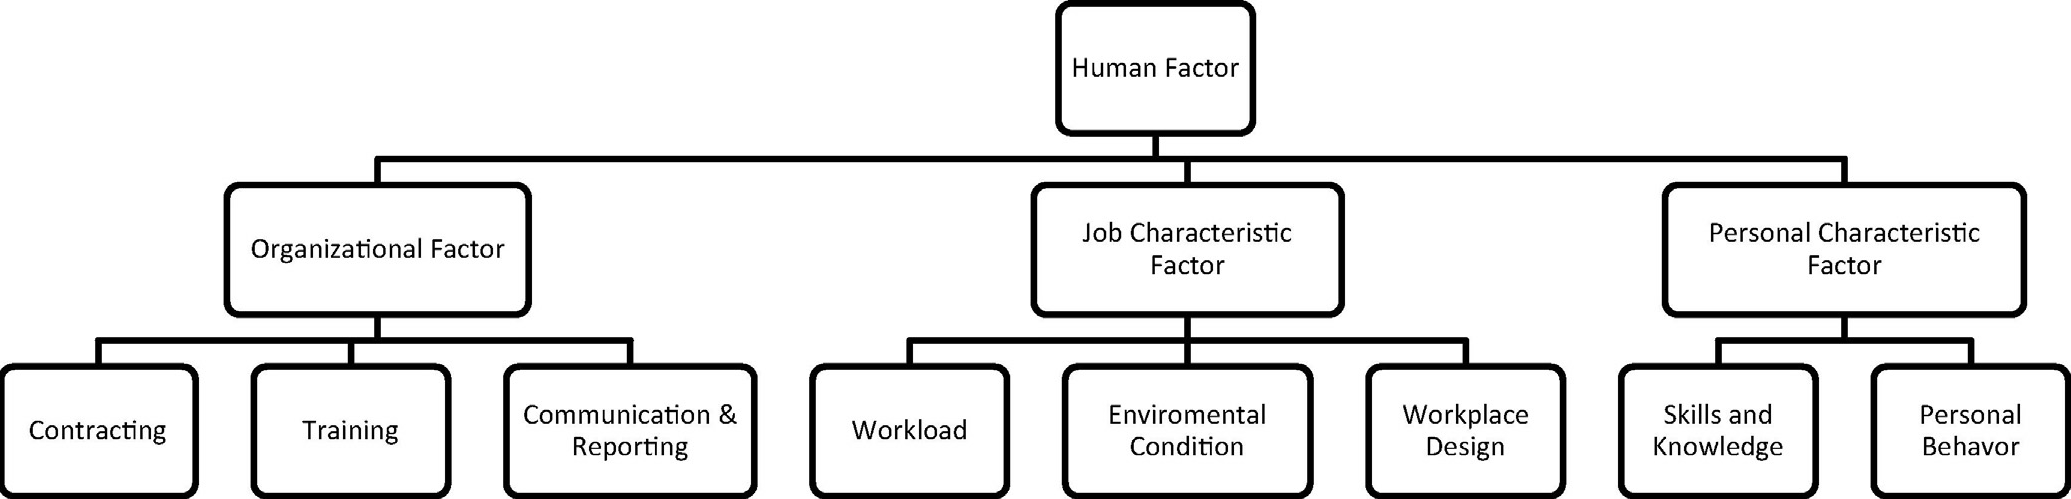 Human Factor
Organizational Factor
Job Characteristic
Factor
Personal Characteristic
Factor
Contracting
Training
Communication &
Reporting
Workload
Enviromental
Condition
Workplace
Design
Skills and
Knowledge
Personal
Behavor